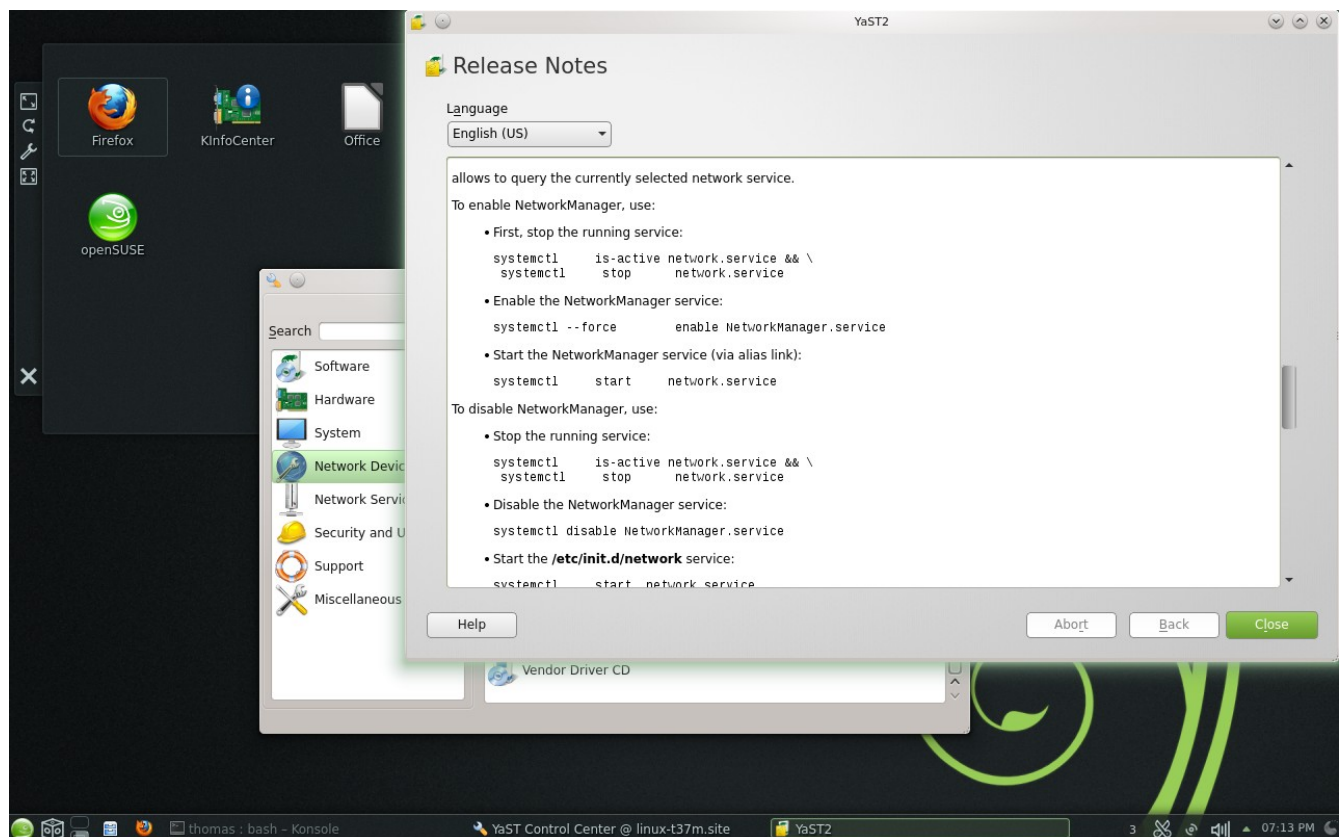 YaST2
Release Notes
Language
English (US)
Firefox
KInfoCenter
Office
openSUSE
allows to query the currently selected network service.
To enable NetworkManager, use:
• First, stop the running service:
systemctl is-active network.service && \
systemctl stop network.service
• Enable the NetworkManager service:
systemctl --force enable NetworkManager.service
• Start the NetworkManager service (via alias link):
systemctl start network.service
To disable NetworkManager, use:
• Stop the running service:
systemctl is-active network.service && \
systemctl stop network.service
• Disable the NetworkManager service:
systemctl disable NetworkManager.service
• Start the /etc/init.d/network service:
systemctl start network.service
Help
Abort
Back
Close
Search
Software
Hardware
System
Network Devic
Network Servi
Security and U
Support
Miscellaneous
Vendor Driver CD
thomas : bash – Konsole
YaST Control Center @ linux-t37m.site
YaST2
3
07:13 PM